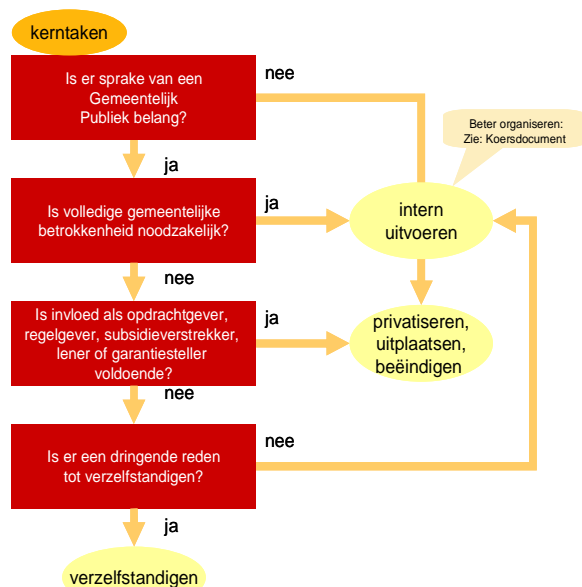 kerntaken
Is er sprake van een
Gemeentelijk
Publiek belang?
nee
Beter organiseren:
Zie: Koersdocument
ja
Is volledige gemeentelijke
betrokkenheid noodzakelijk?
ja
intern
uitvoeren
nee
Is invloed als opdrachtgever,
regelgever, subsidieverstrekker,
lener of garantiesteller
voldoende?
ja
privatiseren,
uitplaatsen,
beëindigen
nee
Is er een dringende reden
tot verzelfstandigen?
nee
ja
verzelfstandigen